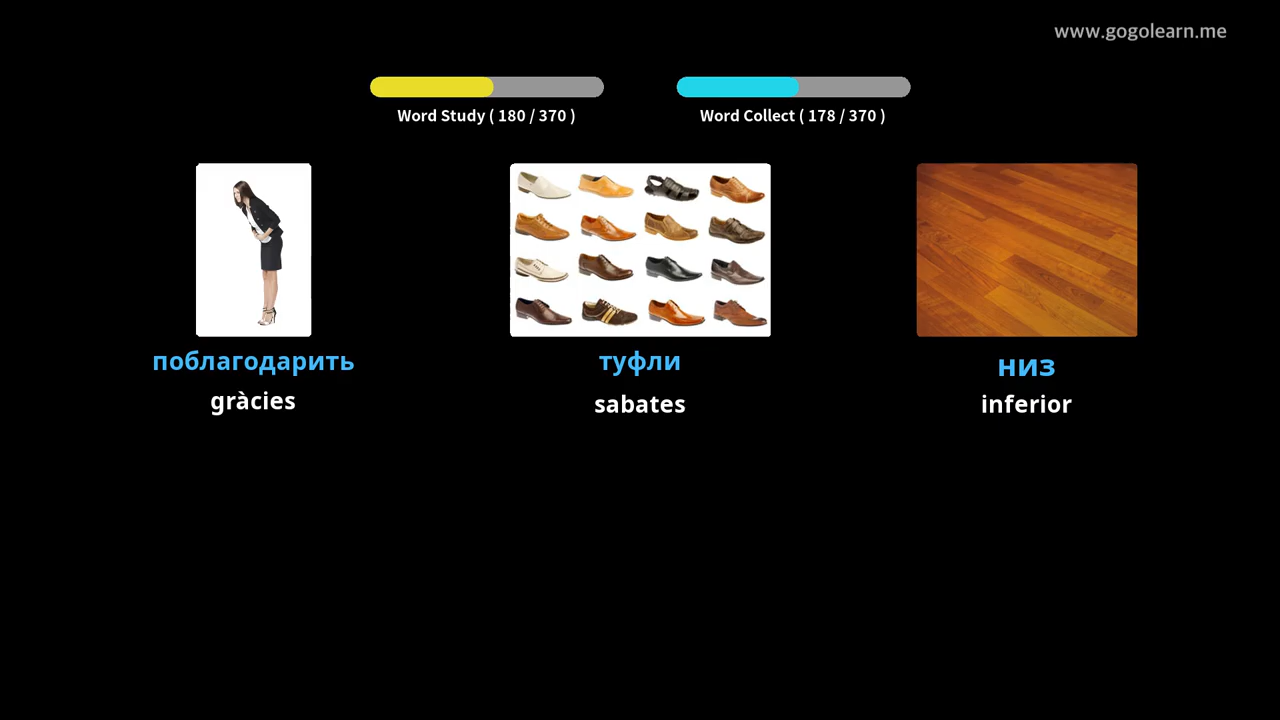 www.gogolearn.me
Word Study ( 180 / 370 )
Word Collect ( 178 / 370 )
поблагодарить
туфли
низ
gràcies
sabates
inferior